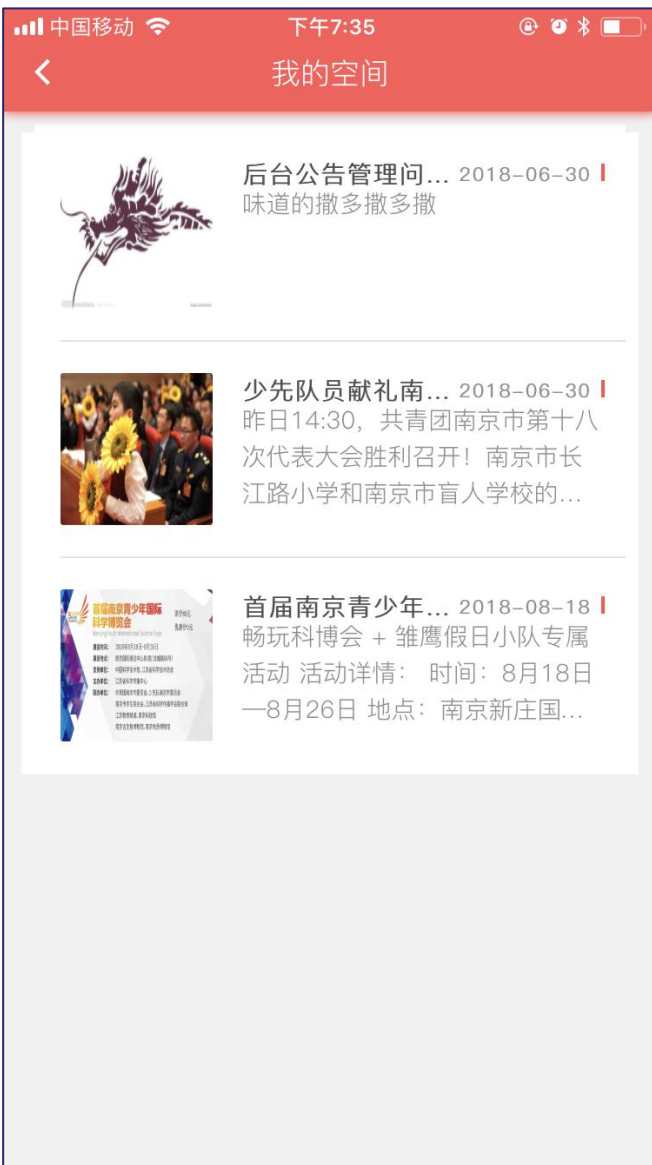 中国移动 下午7:35
我的空间
后台公告管理问... 2018-06-30
味道的撒多撒多撒
少先队员献礼南... 2018-06-30
昨日14:30，共青团南京市第十八
次代表大会胜利召开！南京市长
江路小学和南京市盲人学校的...
首届南京青少年国际
科学博览会
首届南京青少年... 2018-08-18
畅玩科博会 + 雏鹰假日小队专属
活动 活动详情： 时间：8月18日
—8月26日 地点：南京新庄国...